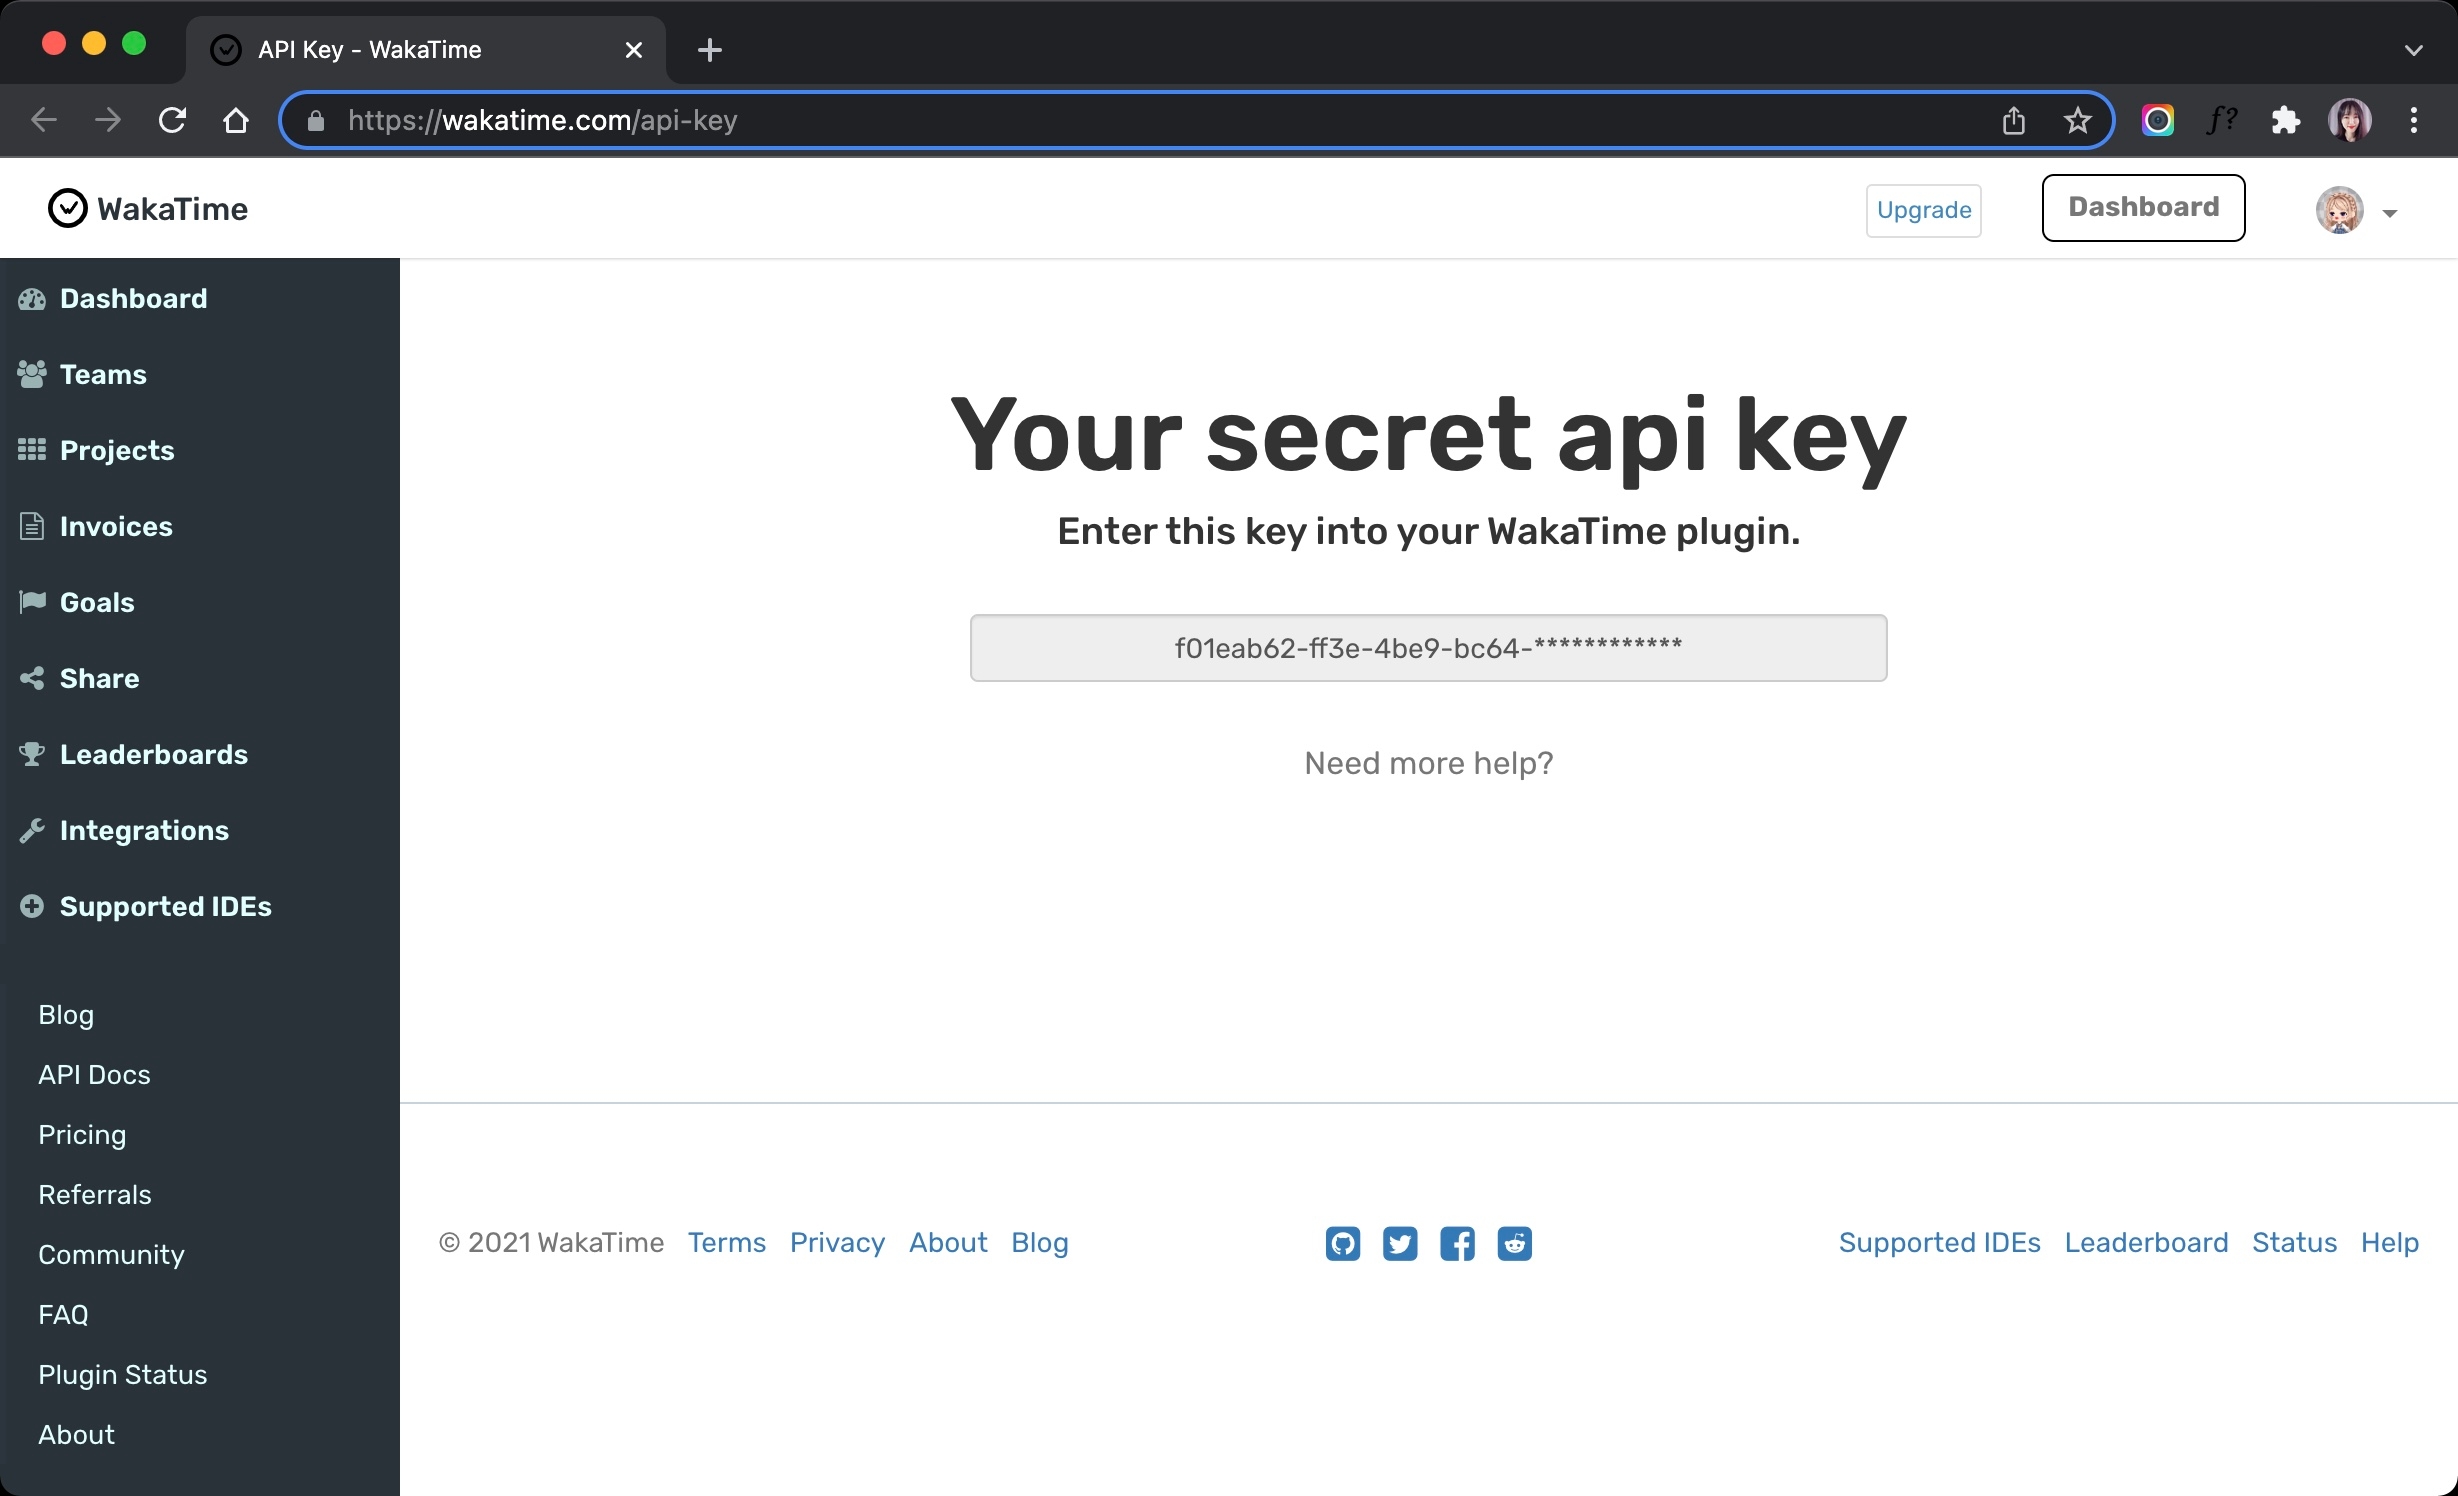 API Key - WakaTime
https://wakatime.com/api-key
f?
WakaTime
Upgrade
Dashboard
Dashboard
Teams
Projects
Invoices
Goals
Share
Leaderboards
Integrations
Supported IDEs
Blog
API Docs
Pricing
Referrals
Community
FAQ
Plugin Status
About
Your secret api key
Enter this key into your WakaTime plugin.
f01eab62-ff3e-4be9-bc64-************
Need more help?
© 2021 WakaTime Terms Privacy About Blog
Supported IDEs Leaderboard Status Help